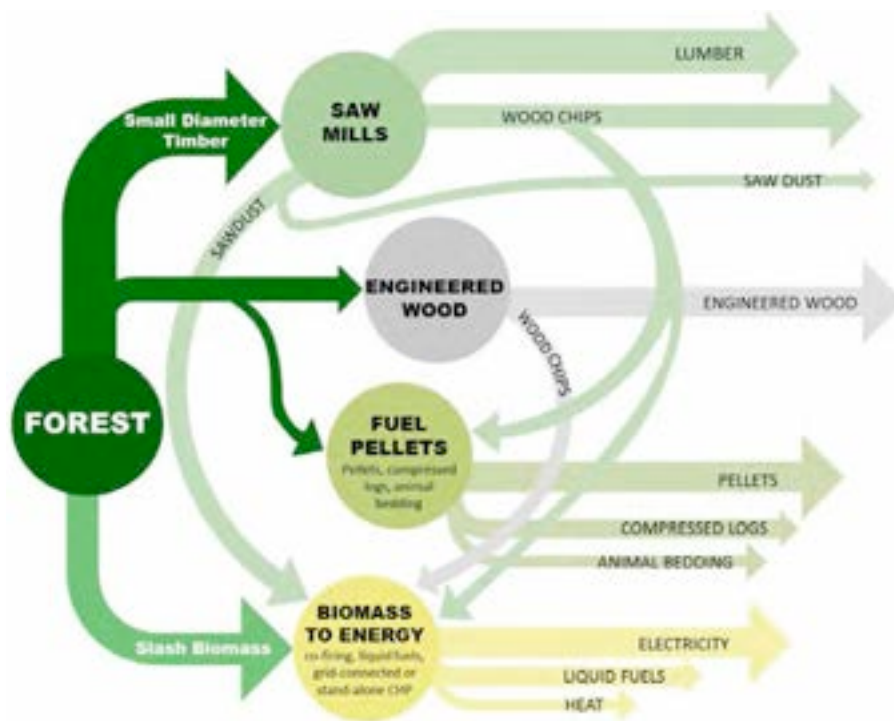 LUMBER
SAW
MILLS
Small Diameter
Timber
WOOD CHIPS
SAW DUST
SAWDUST
ENGINEERED
WOOD
ENGINEERED WOOD
WOOD CHIPS
FOREST
FUEL
PELLETS
Pellets, compressed
logs, animal
bedding
PELLETS
COMPRESSED LOGS
ANIMAL BEDDING
Slash Biomass
BIOMASS
TO ENERGY
co-firing, liquid fuels,
grid-connected or
stand-alone CHP
ELECTRICITY
LIQUID FUELS
HEAT